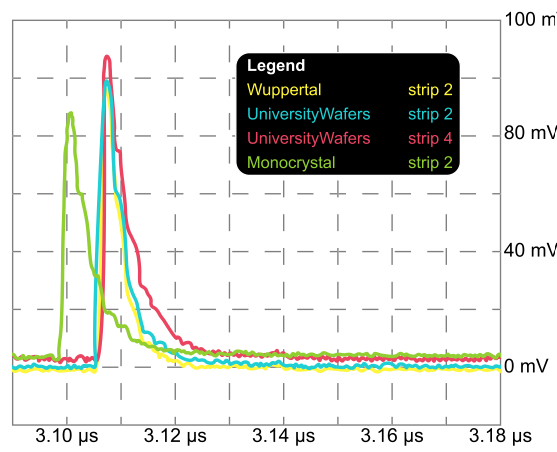 100 mV
Legend
Wuppertal strip 2
UniversityWafers strip 2
UniversityWafers strip 4
Monocrystal strip 2
80 mV
40 mV
0 mV
3.10 µs 3.12 µs 3.14 µs 3.16 µs 3.18 µs